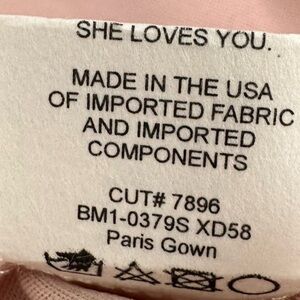 SHE LOVES YOU.
MADE IN THE USA
OF IMPORTED FABRIC
AND IMPORTED
COMPONENTS
CUT# 7896
BM1-0379S XD58
Paris Gown